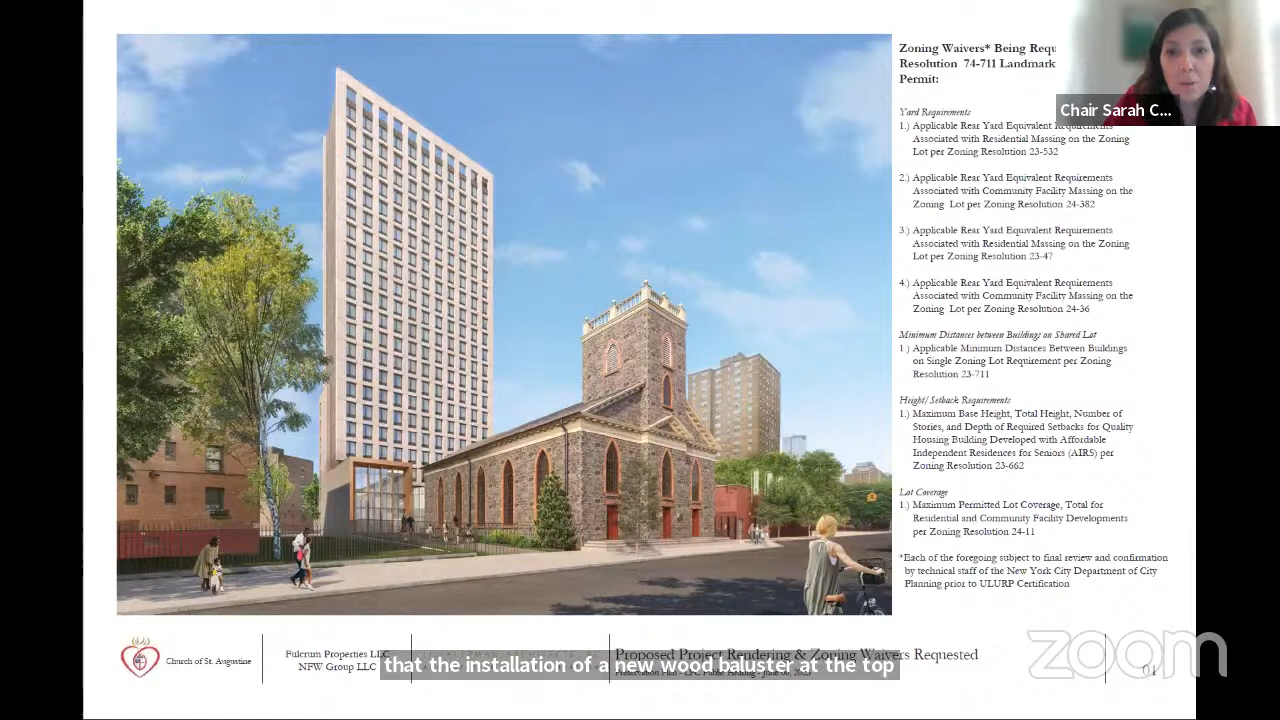 Zoning Waivers* Being Requ
Resolution 74-711 Landmark
Permit:
Chair Sarah C...
Yard Requirements
1.) Applicable Rear Yard Equivalent Requirements
Associated with Residential Massing on the Zoning
Lot per Zoning Resolution 23-532
2.) Applicable Rear Yard Equivalent Requirements
Associated with Community Facility Massing on the
Zoning Lot per Zoning Resolution 24-382
3.) Applicable Rear Yard Equivalent Requirements
Associated with Residential Massing on the Zoning
Lot per Zoning Resolution 23-47
4.) Applicable Rear Yard Equivalent Requirements
Associated with Community Facility Massing on the
Zoning Lot per Zoning Resolution 24-36
Minimum Distances between Buildings on Shared Lot
1.) Applicable Minimum Distances Between Buildings
on Single Zoning Lot Requirement per Zoning
Resolution 23-711
Height/Setback Requirements
1.) Maximum Base Height, Total Height, Number of
Stories, and Depth of Required Setbacks for Quality
Housing Building Developed with Affordable
Independent Residences for Seniors (AIRS) per
Zoning Resolution 23-662
Lot Coverage
1.) Maximum Permitted Lot Coverage, Total for
Residential and Community Facility Developments
per Zoning Resolution 24-11
*Each of the foregoing subject to final review and confirmation
by technical staff of the New York City Department of City
Planning prior to ULURP Certification
Church of St. Augustine
Fulcrum Properties LLC
NFW Group LLC
Proposed Project Rendering & Zoning Waivers Requested
that the installation of a new wood baluster at the top
zoom
01